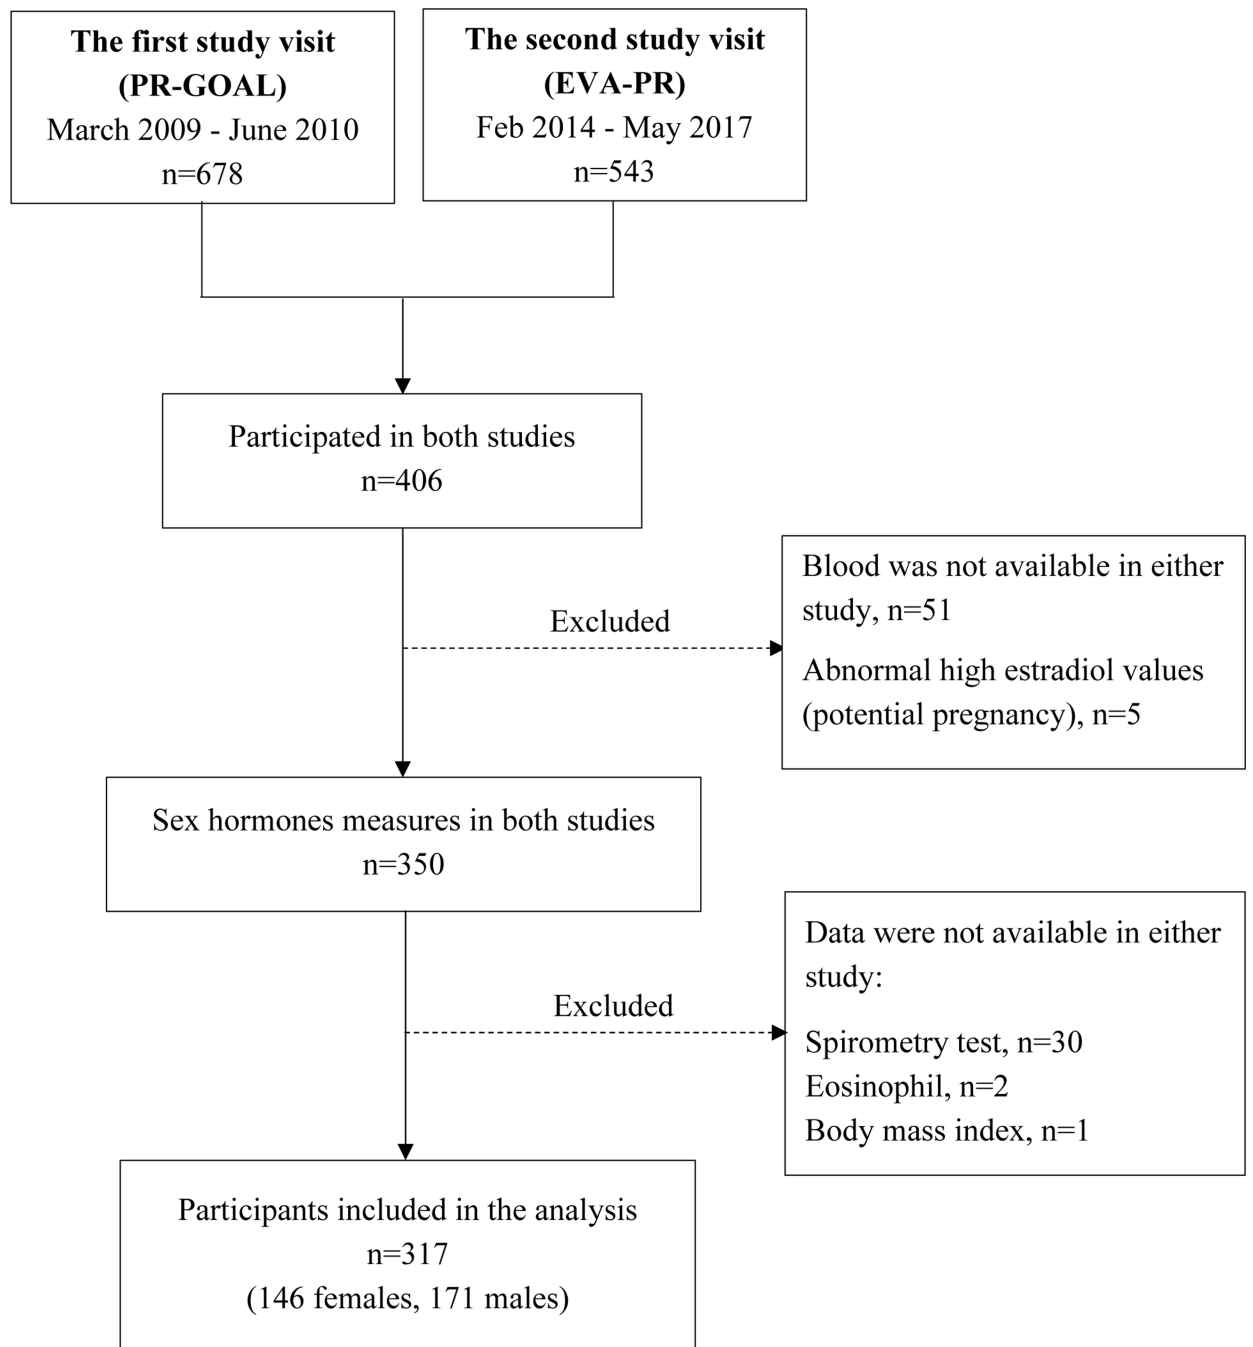 The first study visit
(PR-GOAL)
March 2009 - June 2010
n=678
The second study visit
(EVA-PR)
Feb 2014 - May 2017
n=543
Participated in both studies
n=406
Excluded
Blood was not available in either
study, n=51
Abnormal high estradiol values
(potential pregnancy), n=5
Sex hormones measures in both studies
n=350
Excluded
Data were not available in either
study:
Spirometry test, n=30
Eosinophil, n=2
Body mass index, n=1
Participants included in the analysis
n=317
(146 females, 171 males)